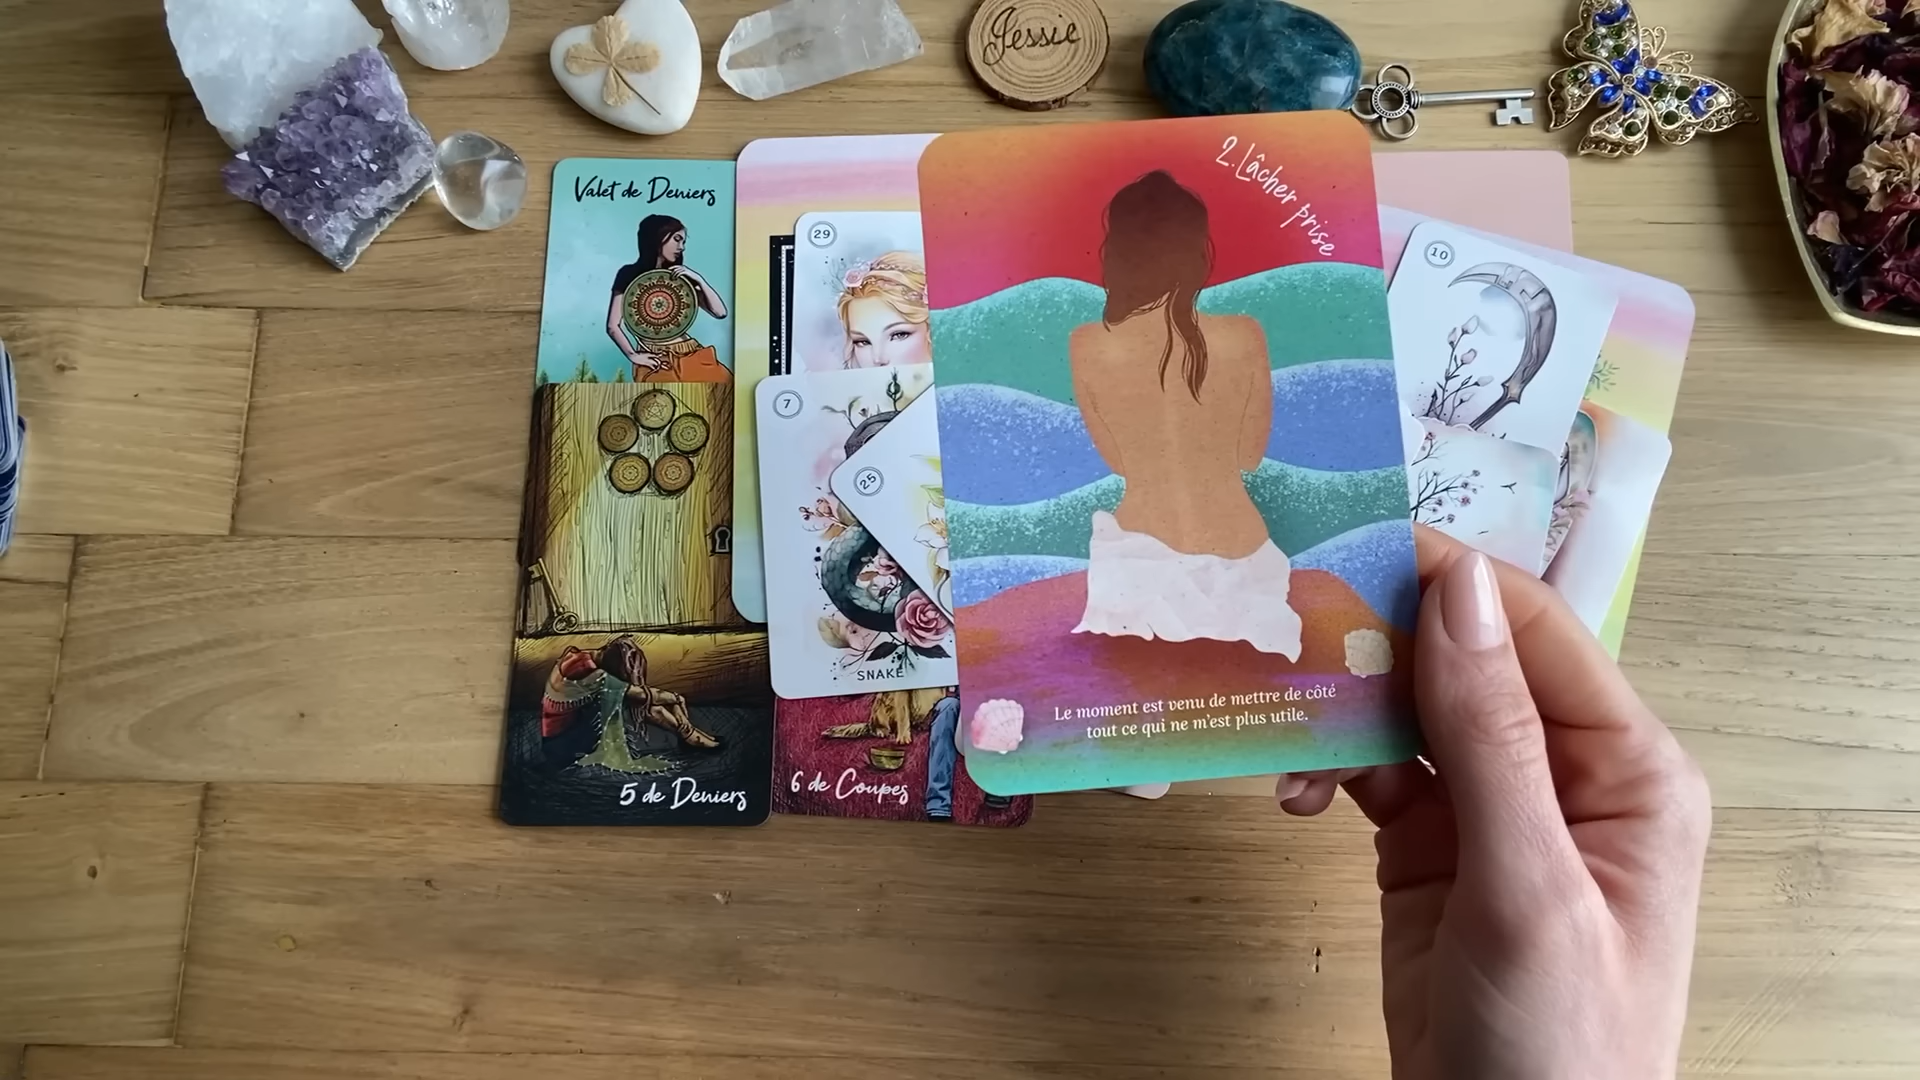 Jessie
Valet de Deniers
29
2. Lâcher prise
10
7
25
SNAKE
Le moment est venu de mettre de côté
tout ce qui ne m'est plus utile.
5 de Deniers
6 de Coupes